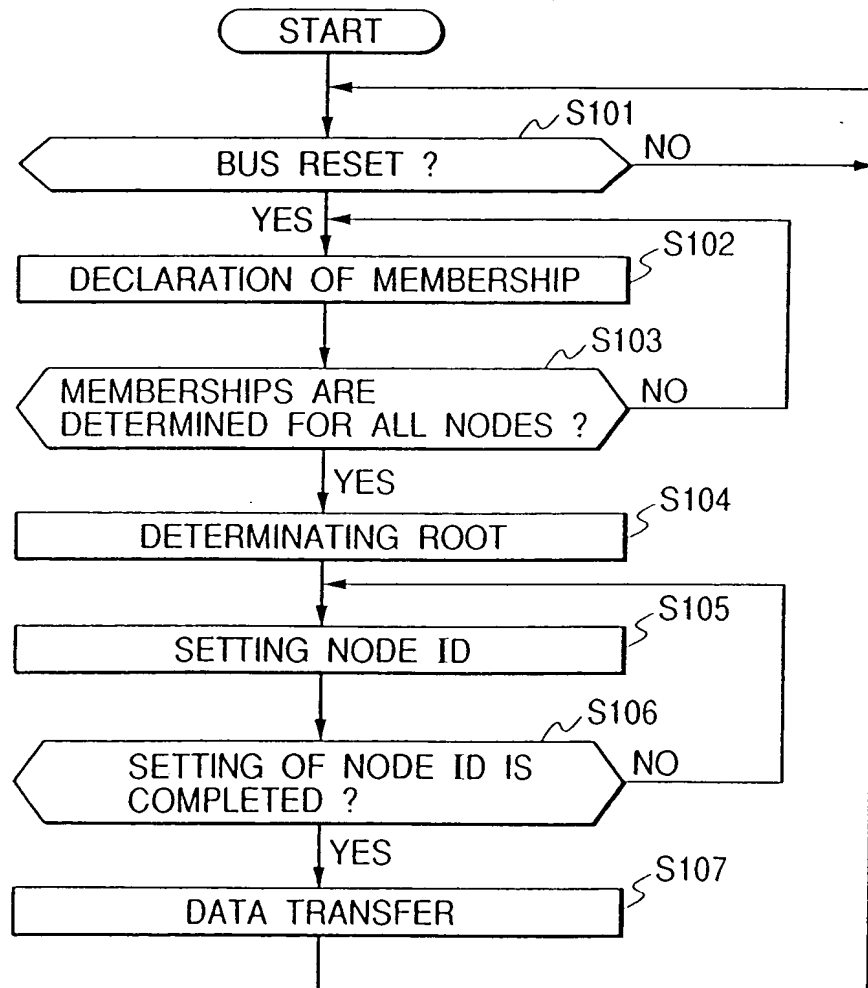 START
S101
BUS RESET ?
NO
YES
S102
DECLARATION OF MEMBERSHIP
S103
MEMBERSHIPS ARE
DETERMINED FOR ALL NODES ?
NO
YES
S104
DETERMINATING ROOT
S105
SETTING NODE ID
S106
SETTING OF NODE ID IS
COMPLETED ?
NO
YES
S107
DATA TRANSFER